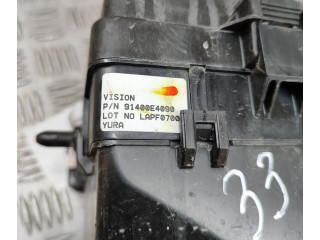 VISION
P/N 91400E4090
LOT NO LAPF0700
YURA
33